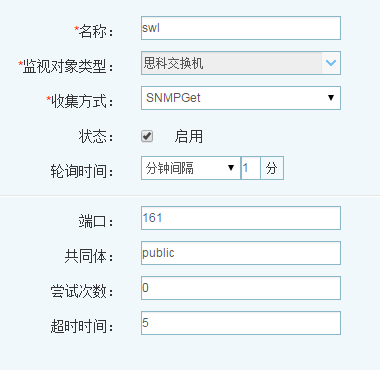 *名称： swl
*监视对象类型： 思科交换机
*收集方式： SNMPGet
状态： 启用
轮询时间： 分钟间隔 1 分
端口： 161
共同体： public
尝试次数： 0
超时时间： 5